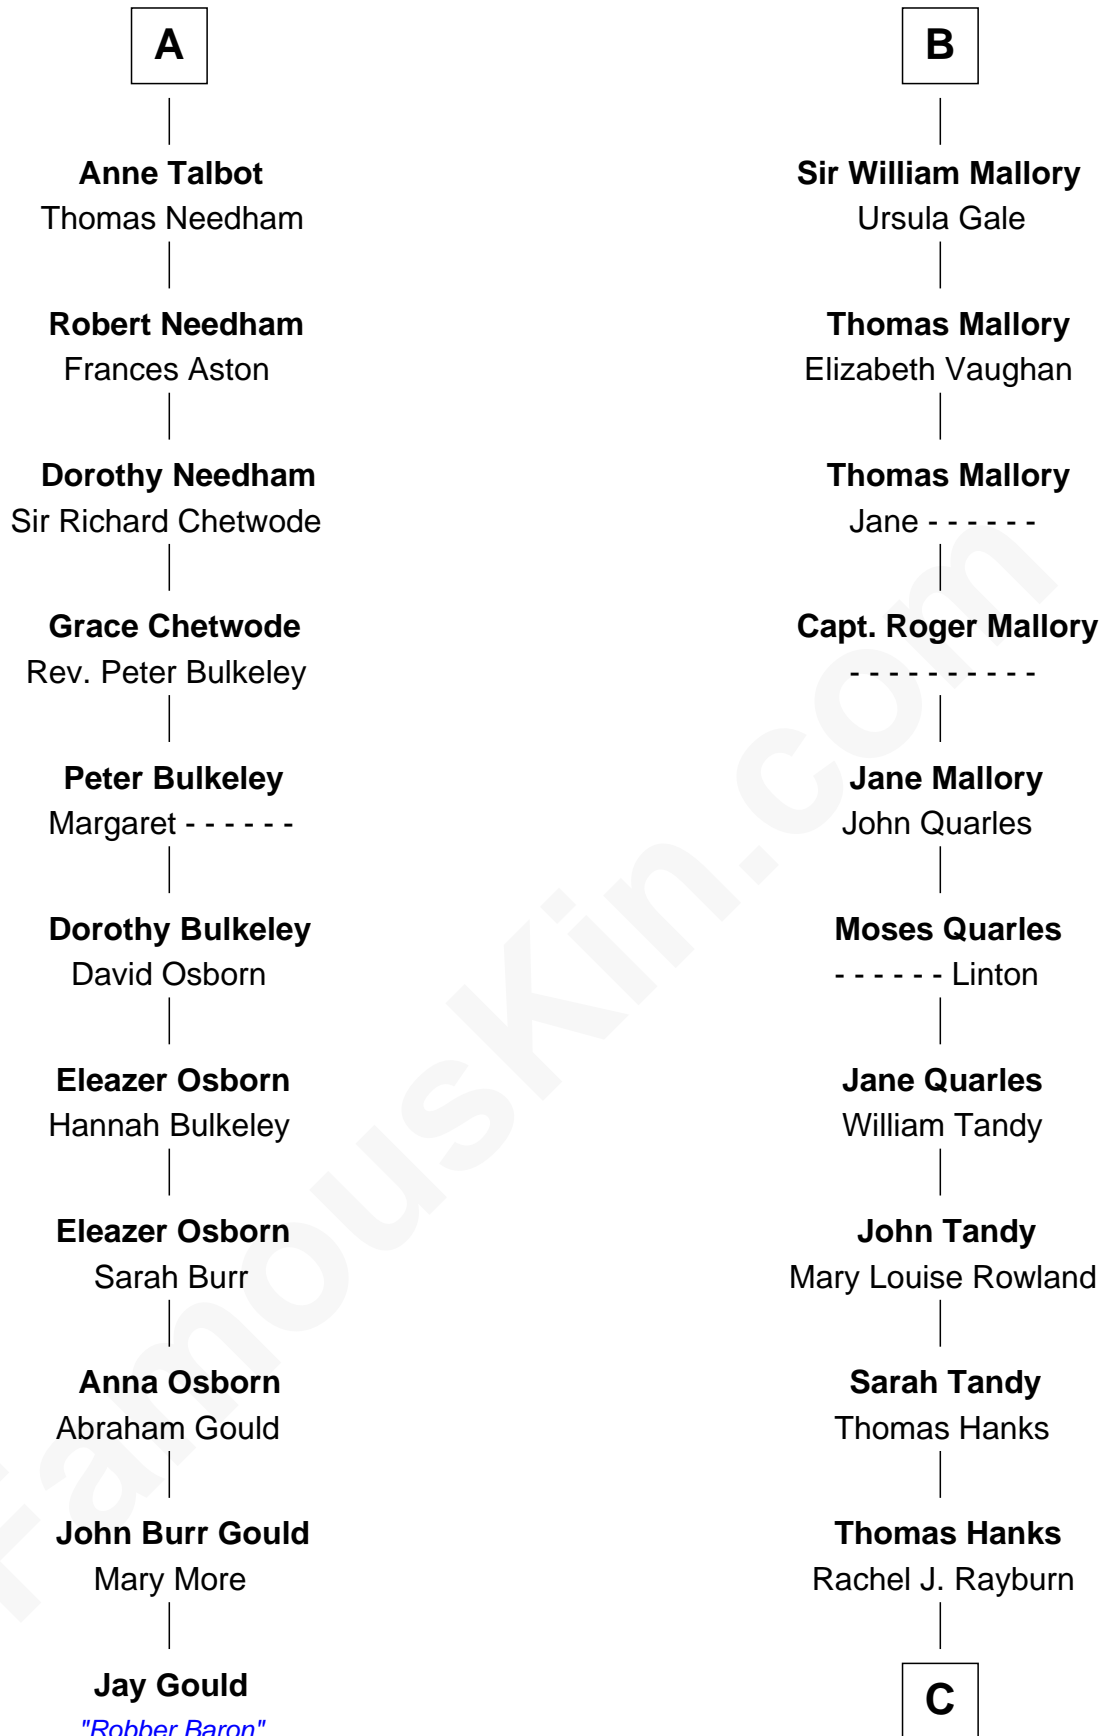 A
Anne Talbot
Thomas Needham
Robert Needham
Frances Aston
Dorothy Needham
Sir Richard Chetwode
Grace Chetwode
Rev. Peter Bulkeley
Peter Bulkeley
Margaret - - - - - -
Dorothy Bulkeley
David Osborn
Eleazer Osborn
Hannah Bulkeley
Eleazer Osborn
Sarah Burr
Anna Osborn
Abraham Gould
John Burr Gould
Mary More
Jay Gould
"Robber Baron"
B
Sir William Mallory
Ursula Gale
Thomas Mallory
Elizabeth Vaughan
Thomas Mallory
Jane - - - - - -
Capt. Roger Mallory
- - - - - - - - - -
Jane Mallory
John Quarles
Moses Quarles
- - - - - - Linton
Jane Quarles
William Tandy
John Tandy
Mary Louise Rowland
Sarah Tandy
Thomas Hanks
Thomas Hanks
Rachel J. Rayburn
C
FamousKin.com